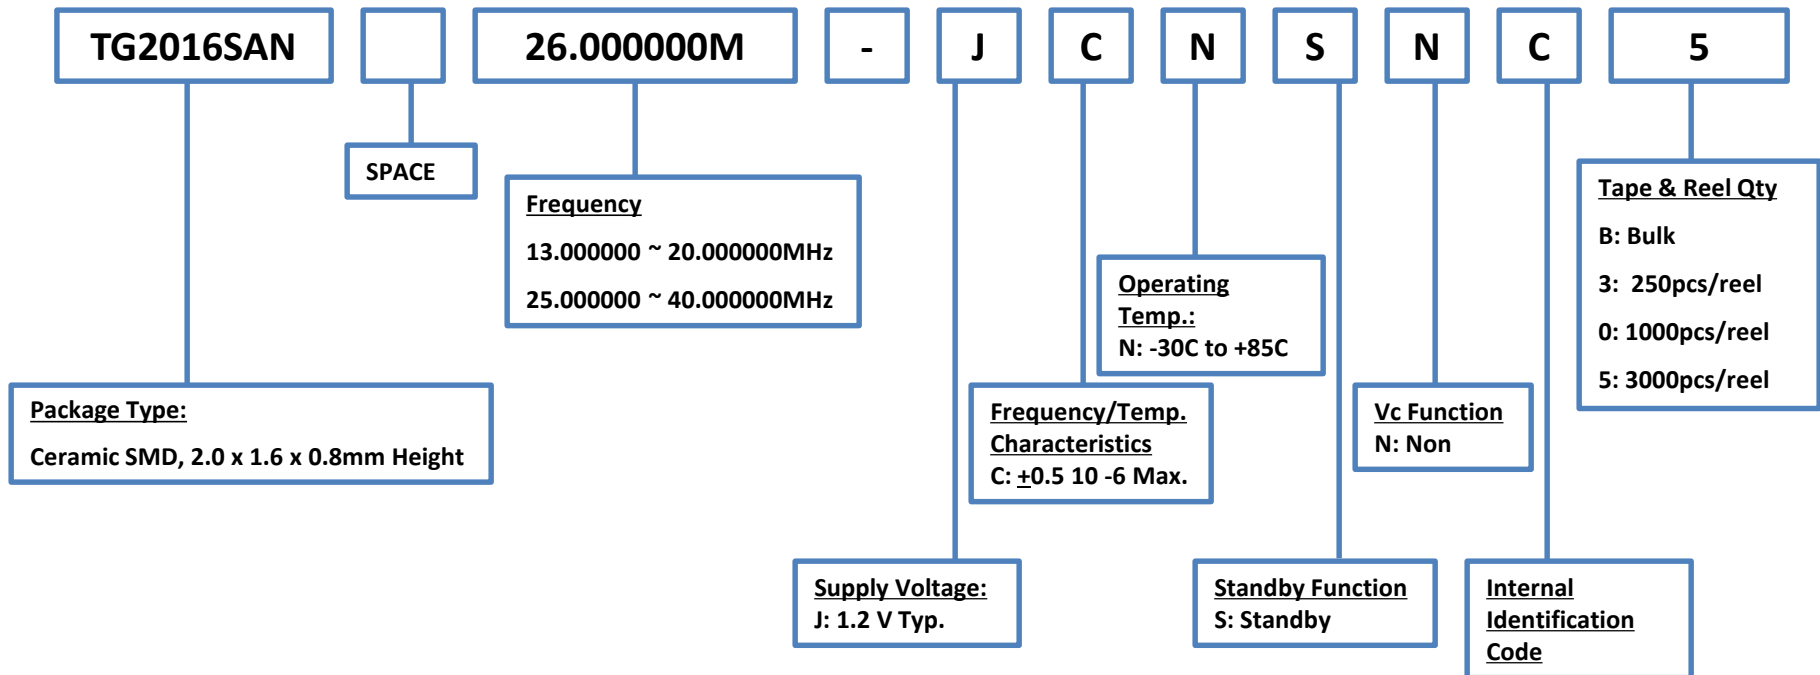 TG2016SAN 26.000000M - J C N S N C 5
SPACE
Frequency
13.000000 ~ 20.000000MHz
25.000000 ~ 40.000000MHz
Tape & Reel Qty
B: Bulk
3: 250pcs/reel
0: 1000pcs/reel
5: 3000pcs/reel
Operating
Temp.:
N: -30C to +85C
Package Type:
Ceramic SMD, 2.0 x 1.6 x 0.8mm Height
Frequency/Temp.
Characteristics
C: ±0.5 10 -6 Max.
Vc Function
N: Non
Supply Voltage:
J: 1.2 V Typ.
Standby Function
S: Standby
Internal
Identification
Code